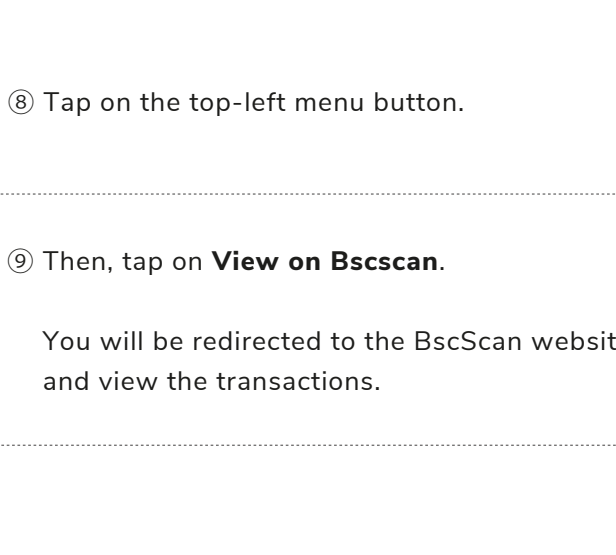 ⑧ Tap on the top-left menu button.
⑨ Then, tap on View on Bscscan.
You will be redirected to the BscScan websit
and view the transactions.